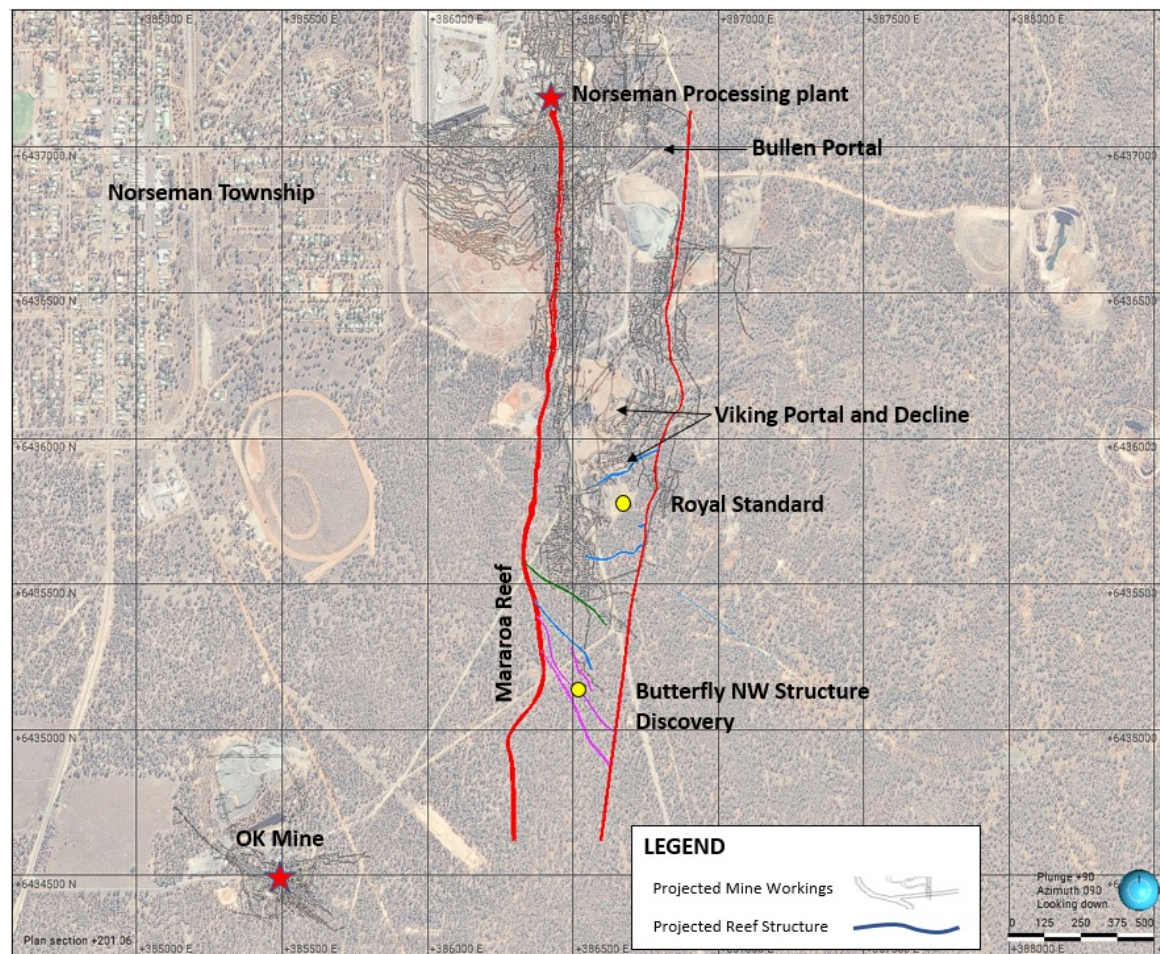 +385000 E
+385500 E
+386000 E
+386500 E
+387000 E
+387500 E
+388000 E
Norseman Processing plant
Bullen Portal
+6437000 N
+6437000 N
Norseman Township
+6436500 N
+6436500 N
Viking Portal and Decline
+6436000 N
+6436000 N
Royal Standard
+6435500 N
+6435500 N
Mararoa Reef
Butterfly NW Structure
Discovery
+6435000 N
+6435000 N
OK Mine
LEGEND
Projected Mine Workings
Projected Reef Structure
+6434500 N
Plunge +90
Azimuth 090
Looking down
0 125 250 375 500
Plan section +201.06
+385000 E
+385500 E
+386000 E
+386500 E
+388000 E